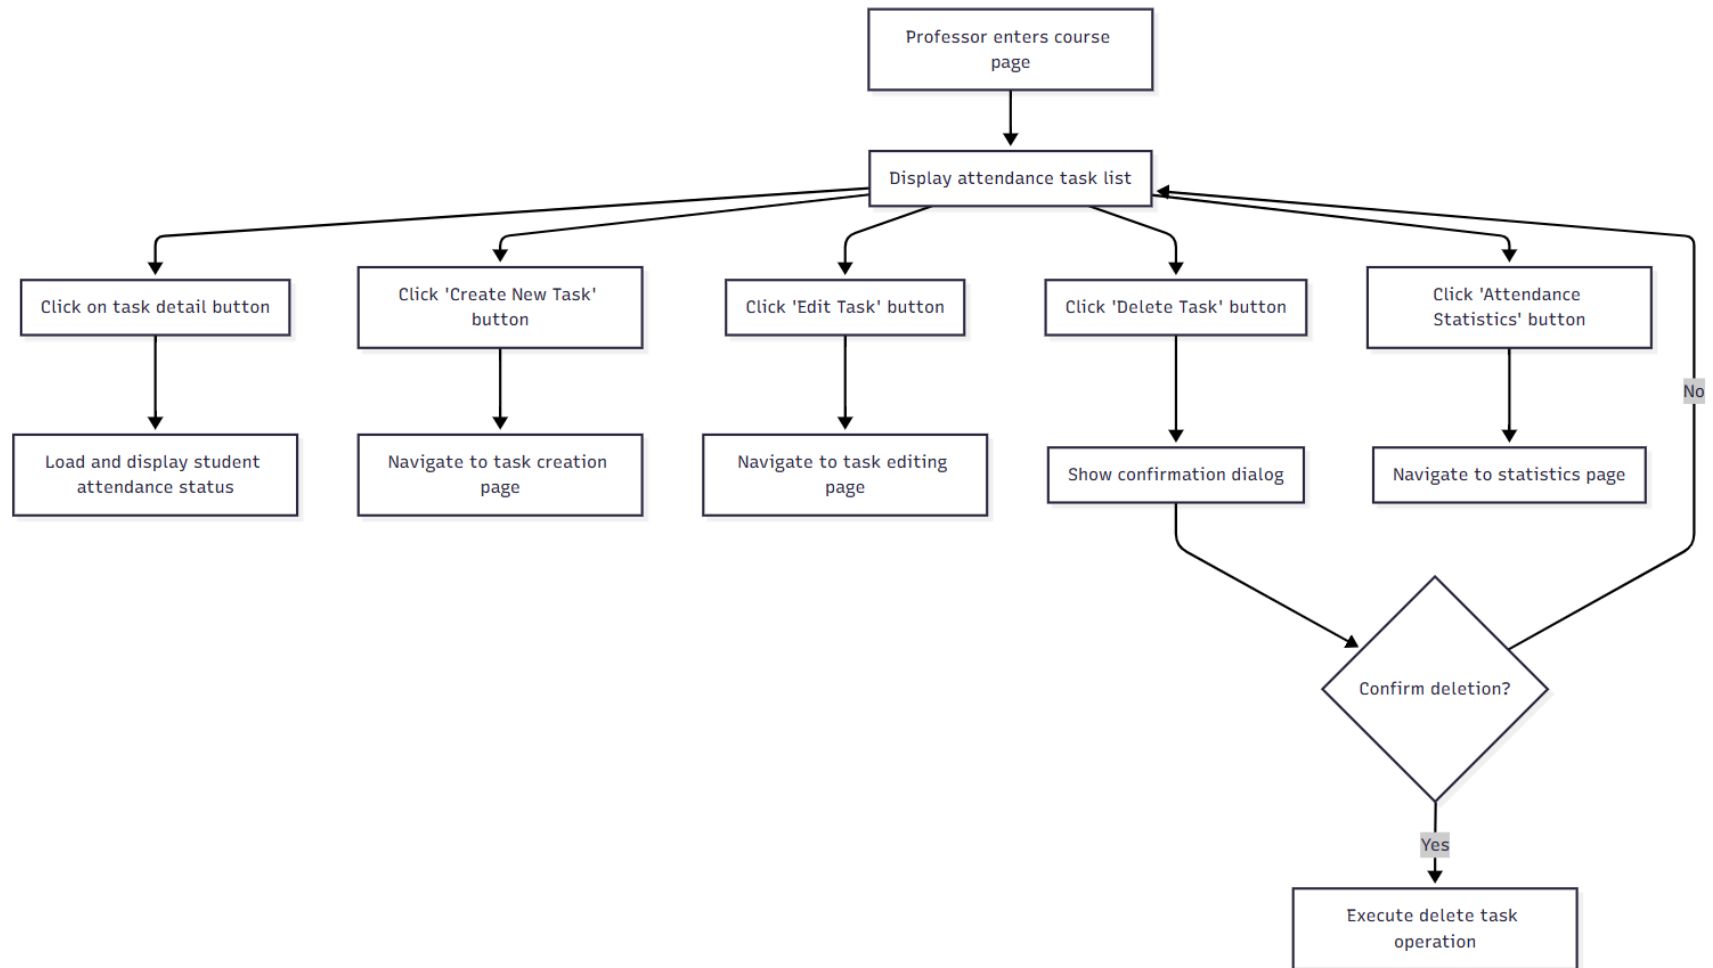 Professor enters course
page
Display attendance task list
Click on task detail button
Click 'Create New Task'
button
Click 'Edit Task' button
Click 'Delete Task' button
Click 'Attendance
Statistics' button
No
Load and display student
attendance status
Navigate to task creation
page
Navigate to task editing
page
Show confirmation dialog
Navigate to statistics page
Confirm deletion?
Yes
Execute delete task
operation